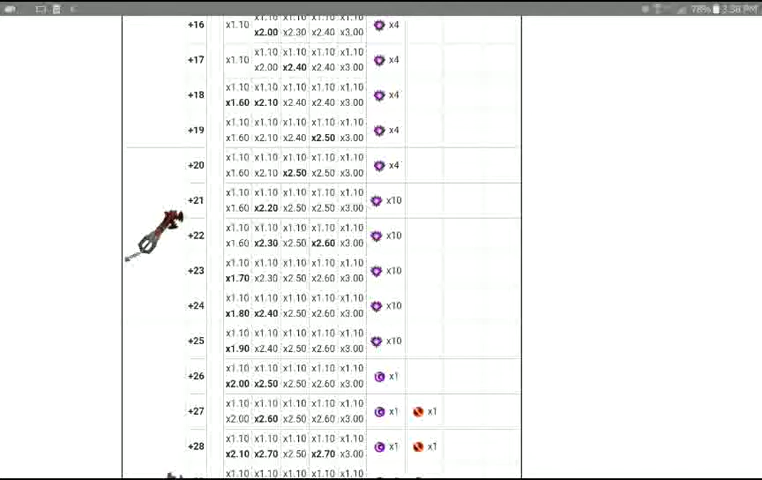 78% 3:38 PM
+16 x1.10 x1.10 x1.10 x1.10 x1.10 x4
x2.00 x2.30 x2.40 x3.00
+17 x1.10 x1.10 x1.10 x1.10 x1.10 x4
x2.00 x2.40 x2.40 x3.00
+18 x1.10 x1.10 x1.10 x1.10 x1.10 x4
x1.60 x2.10 x2.40 x2.40 x3.00
+19 x1.10 x1.10 x1.10 x1.10 x1.10 x4
x1.60 x2.10 x2.40 x2.50 x3.00
+20 x1.10 x1.10 x1.10 x1.10 x1.10 x4
x1.60 x2.10 x2.50 x2.50 x3.00
+21 x1.10 x1.10 x1.10 x1.10 x1.10 x10
x1.60 x2.20 x2.50 x2.50 x3.00
+22 x1.10 x1.10 x1.10 x1.10 x1.10 x10
x1.60 x2.30 x2.50 x2.60 x3.00
+23 x1.10 x1.10 x1.10 x1.10 x1.10 x10
x1.70 x2.30 x2.50 x2.60 x3.00
+24 x1.10 x1.10 x1.10 x1.10 x1.10 x10
x1.80 x2.40 x2.50 x2.60 x3.00
+25 x1.10 x1.10 x1.10 x1.10 x1.10 x10
x1.90 x2.40 x2.50 x2.60 x3.00
+26 x1.10 x1.10 x1.10 x1.10 x1.10 x1
x2.00 x2.50 x2.50 x2.60 x3.00
+27 x1.10 x1.10 x1.10 x1.10 x1.10 x1 x1
x2.00 x2.60 x2.50 x2.60 x3.00
+28 x1.10 x1.10 x1.10 x1.10 x1.10 x1 x1
x2.10 x2.70 x2.50 x2.70 x3.00
x1.10 x1.10 x1.10 x1.10 x1.10